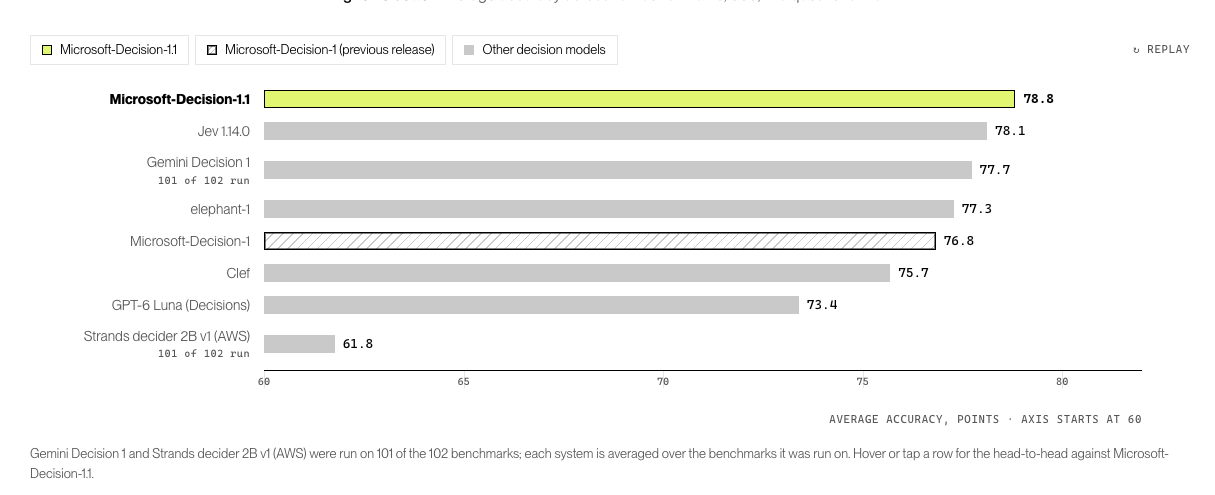 Microsoft-Decision-1.1
Microsoft-Decision-1 (previous release)
Other decision models
↻ REPLAY
Microsoft-Decision-1.1 78.8
Jev 1.14.0 78.1
Gemini Decision 1 77.7
101 of 102 run
elephant-1 77.3
Microsoft-Decision-1 76.8
Clef 75.7
GPT-6 Luna (Decisions) 73.4
Strands decider 2B v1 (AWS) 61.8
101 of 102 run
60 65 70 75 80
AVERAGE ACCURACY, POINTS · AXIS STARTS AT 60
Gemini Decision 1 and Strands decider 2B v1 (AWS) were run on 101 of the 102 benchmarks; each system is averaged over the benchmarks it was run on. Hover or tap a row for the head-to-head against Microsoft-
Decision-1.1.